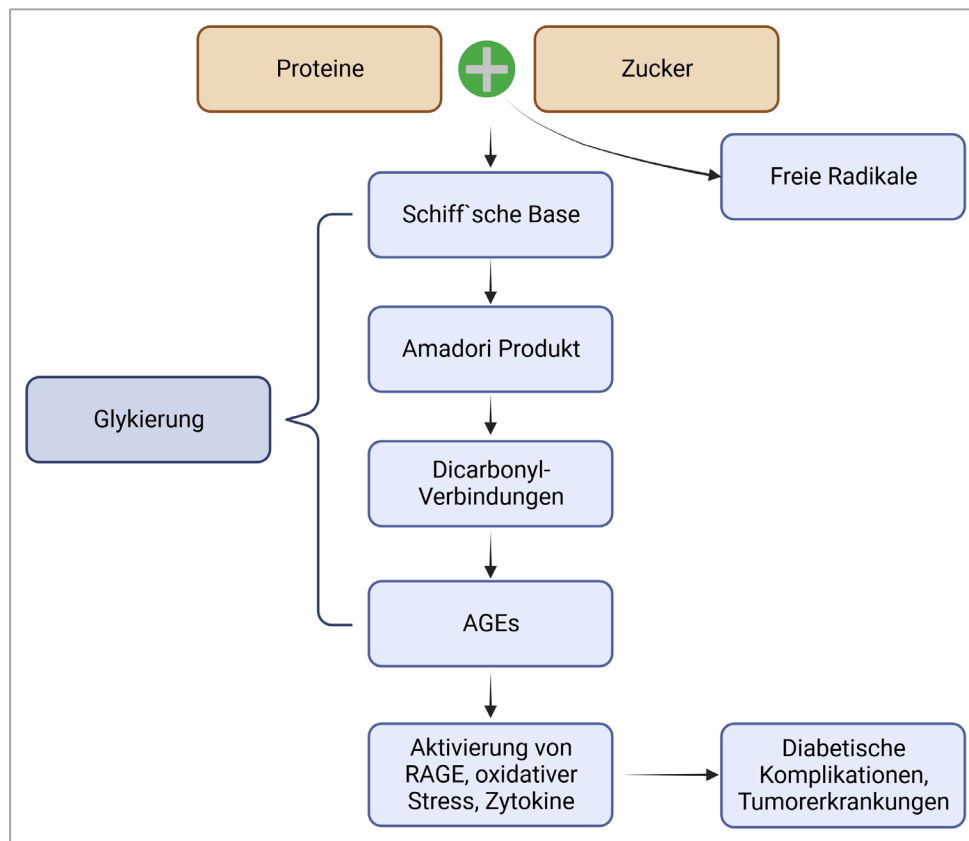 Proteine
Zucker
Freie Radikale
Schiff`sche Base
Amadori Produkt
Glykierung
Dicarbonyl-
Verbindungen
AGEs
Aktivierung von
RAGE, oxidativer
Stress, Zytokine
Diabetische
Komplikationen,
Tumorerkrankungen